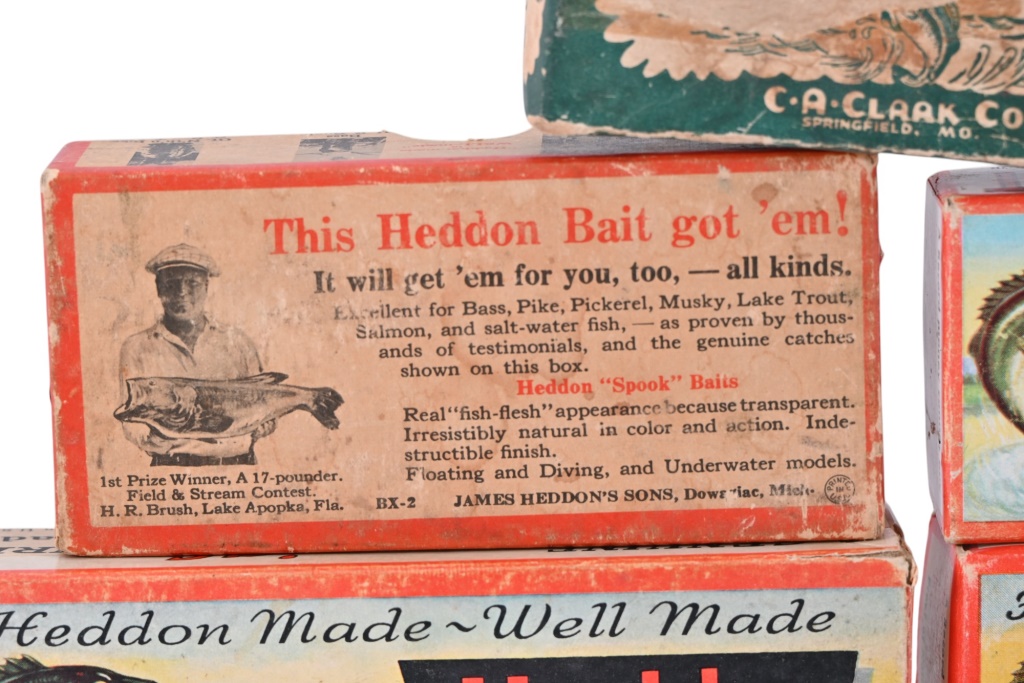 C·A·CLARK CO
SPRINGFIELD, MO.
This Heddon Bait got 'em!
It will get 'em for you, too, — all kinds.
Excellent for Bass, Pike, Pickerel, Musky, Lake Trout,
Salmon, and salt-water fish, — as proven by thous-
ands of testimonials, and the genuine catches
shown on this box.
Heddon "Spook" Baits
Real "fish-flesh" appearance because transparent.
Irresistibly natural in color and action. Inde-
structible finish.
Floating and Diving, and Underwater models.
1st Prize Winner, A 17-pounder.
Field & Stream Contest.
H. R. Brush, Lake Apopka, Fla.
BX-2 JAMES HEDDON'S SONS, Dowagiac, Mich.
Heddon Made ~ Well Made